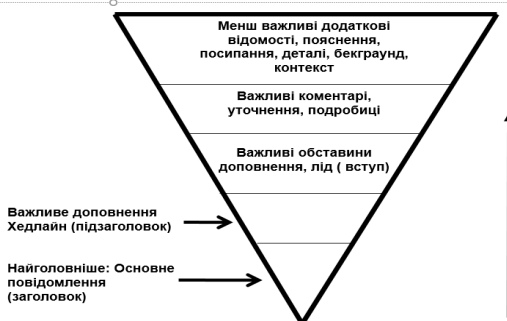 Менш важливі додаткові
відомості, пояснення,
посипання, деталі, бекграунд,
контекст
Важливі коментарі,
уточнення, подробиці
Важливі обставини
доповнення, лід ( вступ)
Важливе доповнення
Хедлайн (підзаголовок)
Найголовніше: Основне
повідомлення
(заголовок)